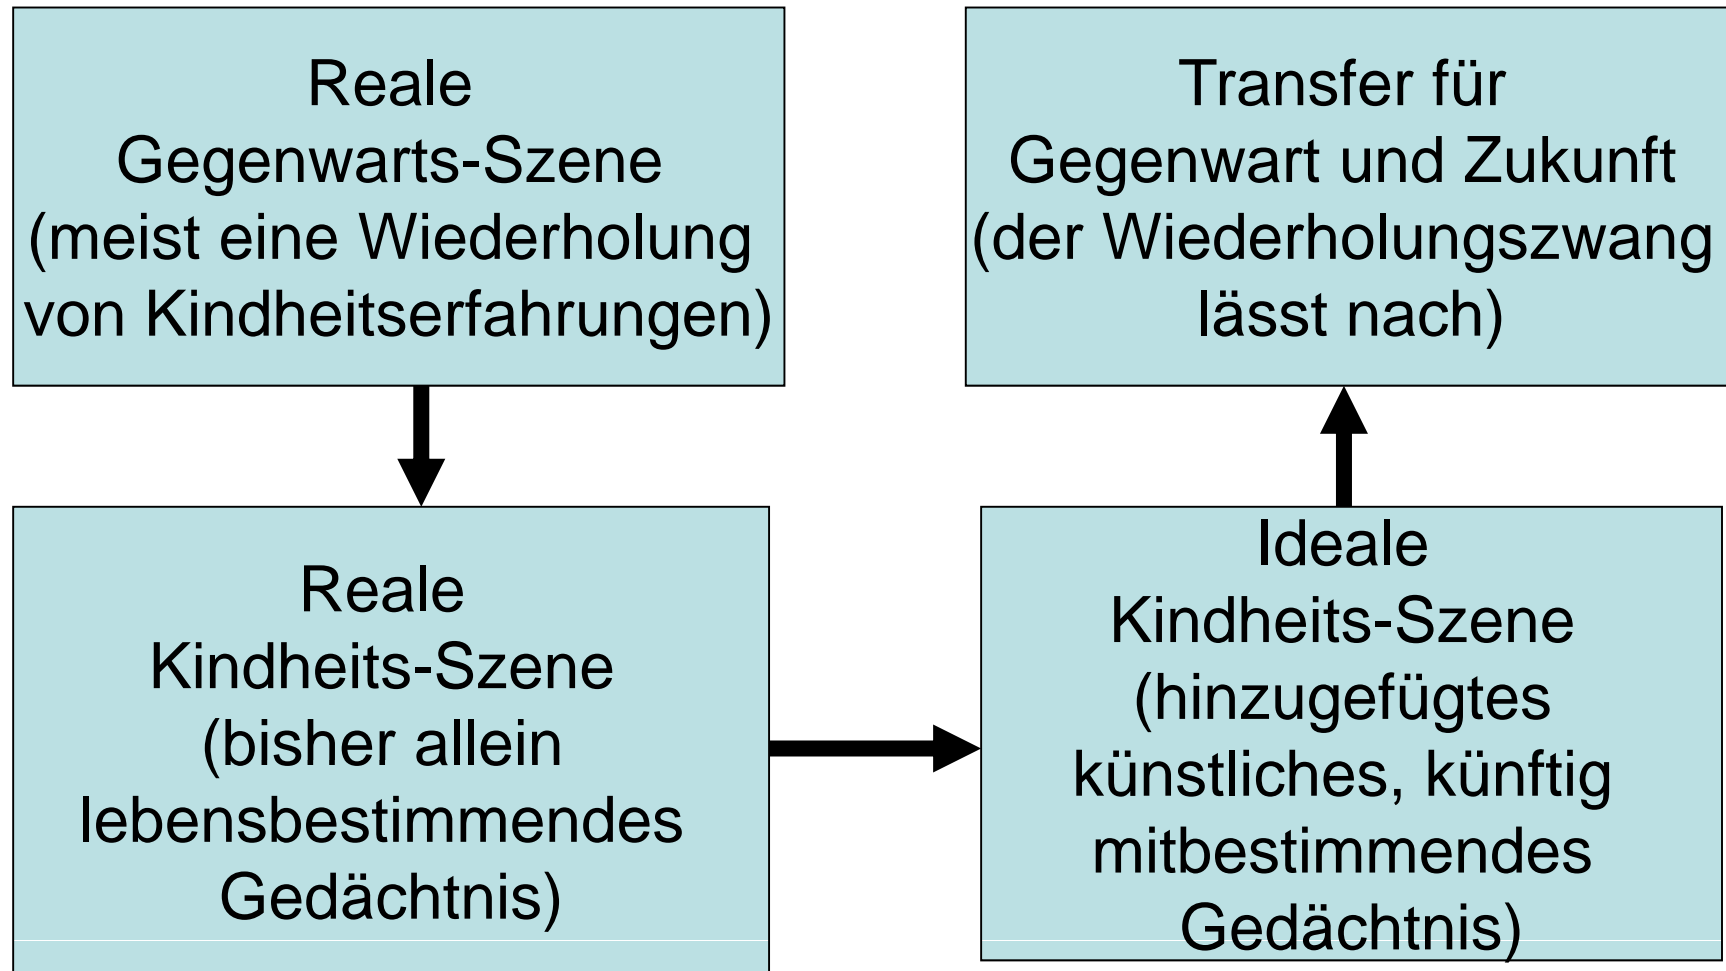 Reale
Gegenwarts-Szene
(meist eine Wiederholung
von Kindheitserfahrungen)
Reale
Kindheits-Szene
(bisher allein
lebensbestimmendes
Gedächtnis)
Ideale
Kindheits-Szene
(hinzugefügtes
künstliches, künftig
mitbestimmendes
Gedächtnis)
Transfer für
Gegenwart und Zukunft
(der Wiederholungszwang
lässt nach)